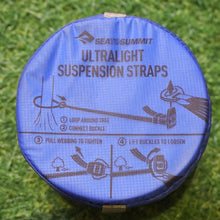 SEA TO SUMMIT
ULTRALIGHT
SUSPENSION STRAPS
1 LOOP AROUND TREE
2 CONNECT BUCKLE
3 PULL WEBBING TO TIGHTEN
4 LIFT BUCKLES TO LOOSEN